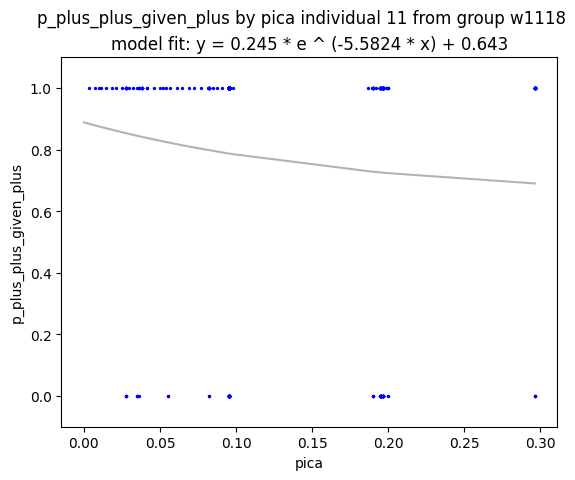 p_plus_plus_given_plus by pica individual 11 from group w1118
model fit: y = 0.245 * e ^ (-5.5824 * x) + 0.643
p_plus_plus_given_plus
1.0
0.8
0.6
0.4
0.2
0.0
0.00 0.05 0.10 0.15 0.20 0.25 0.30
pica